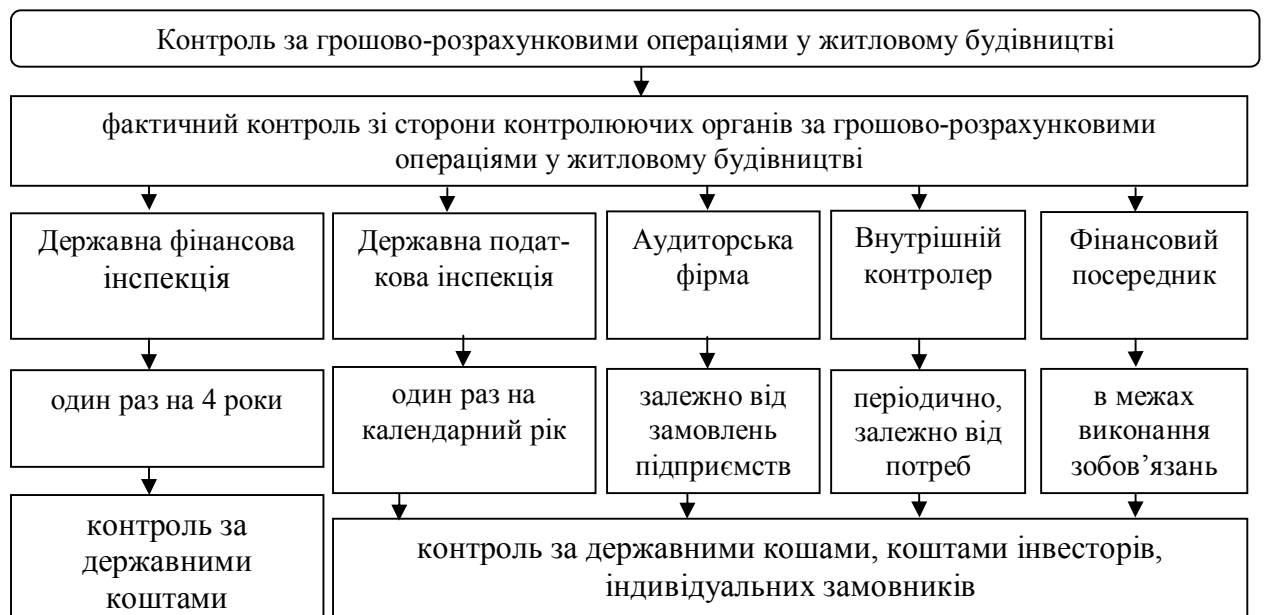 Контроль за грошово-розрахунковими операціями у житловому будівництві
фактичний контроль зі сторони контролюючих органів за грошово-розрахунковими
операціями у житловому будівництві
Державна фінансова
інспекція
Державна подат-
кова інспекція
Аудиторська
фірма
Внутрішній
контролер
Фінансовий
посередник
один раз на 4 роки
один раз на
календарний рік
залежно від
замовлень
підприємств
періодично,
залежно від
потреб
в межах
виконання
зобов’язань
контроль за
державними
коштами
контроль за державними кошами, коштами інвесторів,
індивідуальних замовників